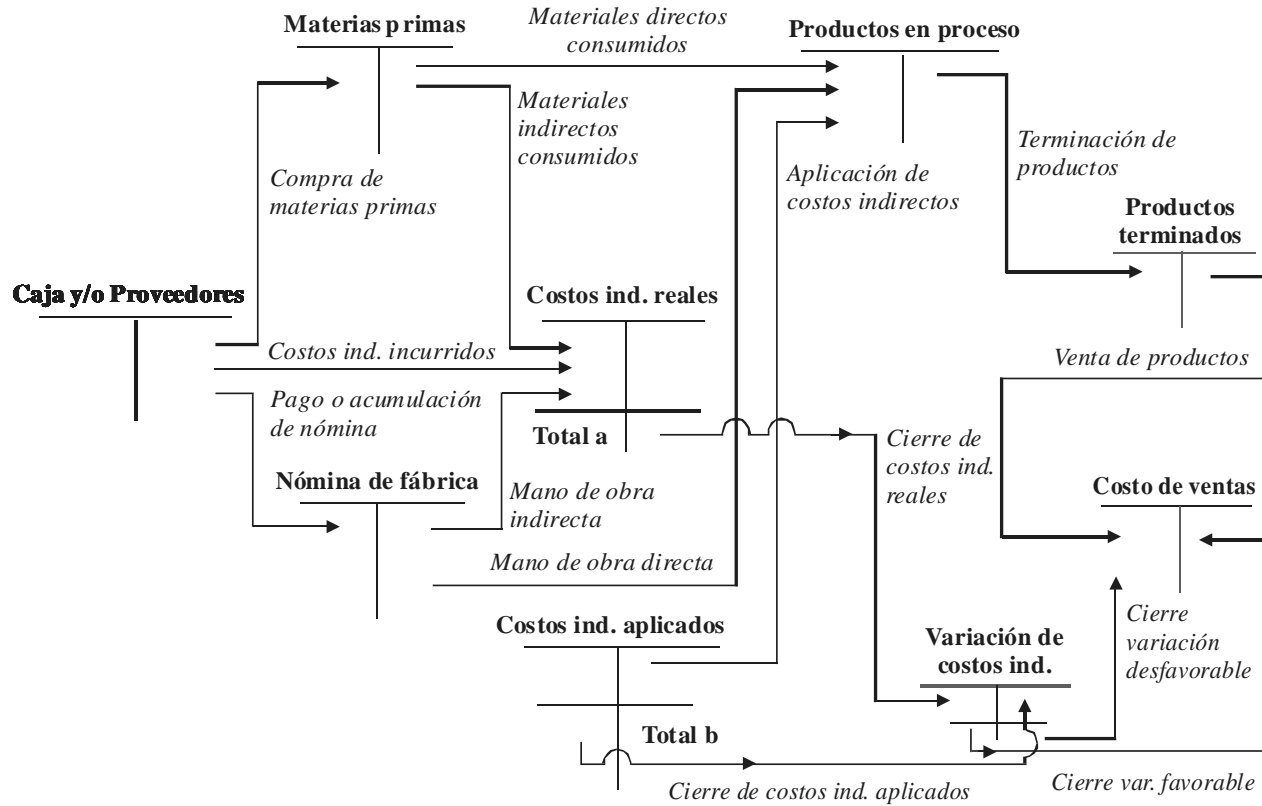 Materias primas
Materiales directos
consumidos
Productos en proceso
Materiales
indirectos
consumidos
Compra de
materias primas
Aplicación de
costos indirectos
Terminación de
productos
Productos
terminados
Caja y/o Proveedores
Costos ind. reales
Costos ind. incurridos
Venta de productos
Pago o acumulación
de nómina
Total a
Cierre de
costos ind.
reales
Nómina de fábrica
Mano de obra
indirecta
Costo de ventas
Mano de obra directa
Costos ind. aplicados
Variación de
costos ind.
Cierre
variación
desfavorable
Total b
Cierre de costos ind. aplicados
Cierre var. favorable